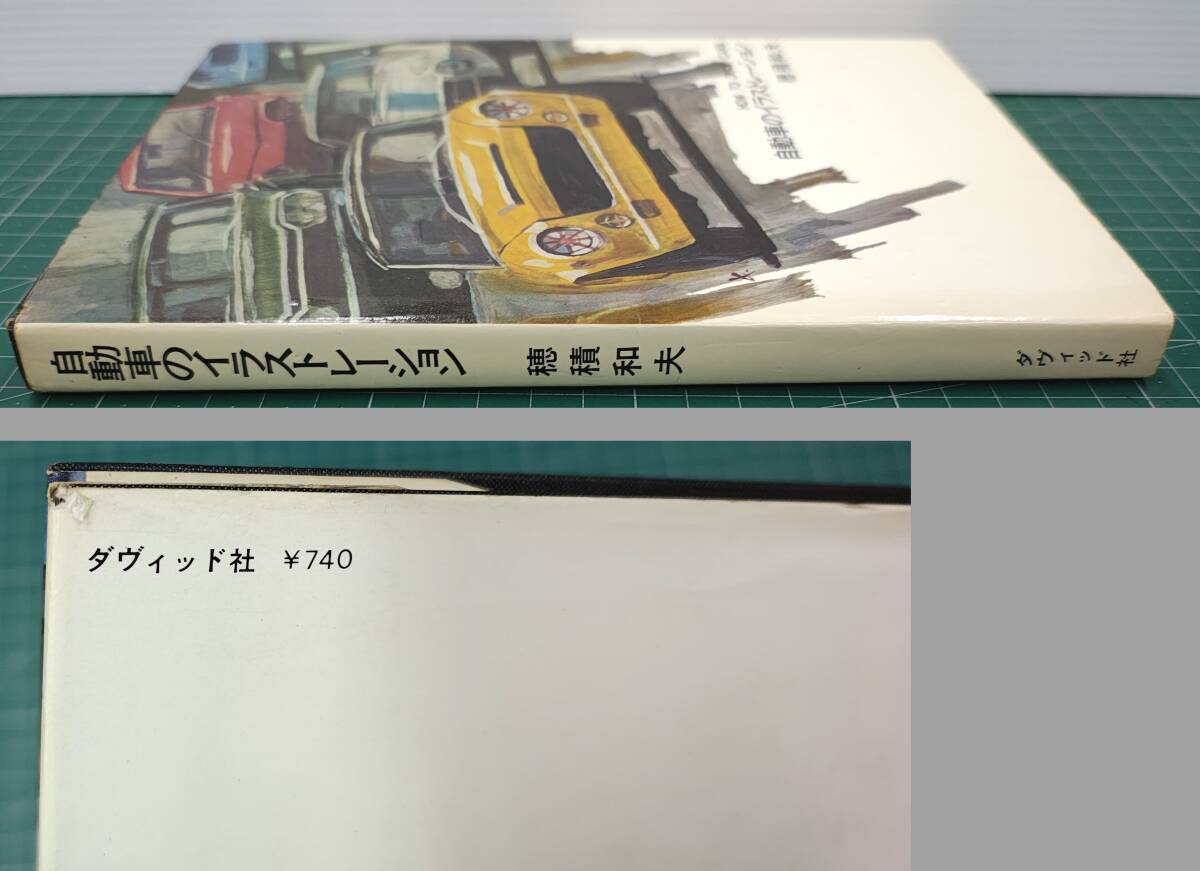 HOW TO
自動車のイラストレーション
穂積和夫
自動車のイラストレーション 穂積和夫 ダヴィッド社
ダヴィッド社 ¥740